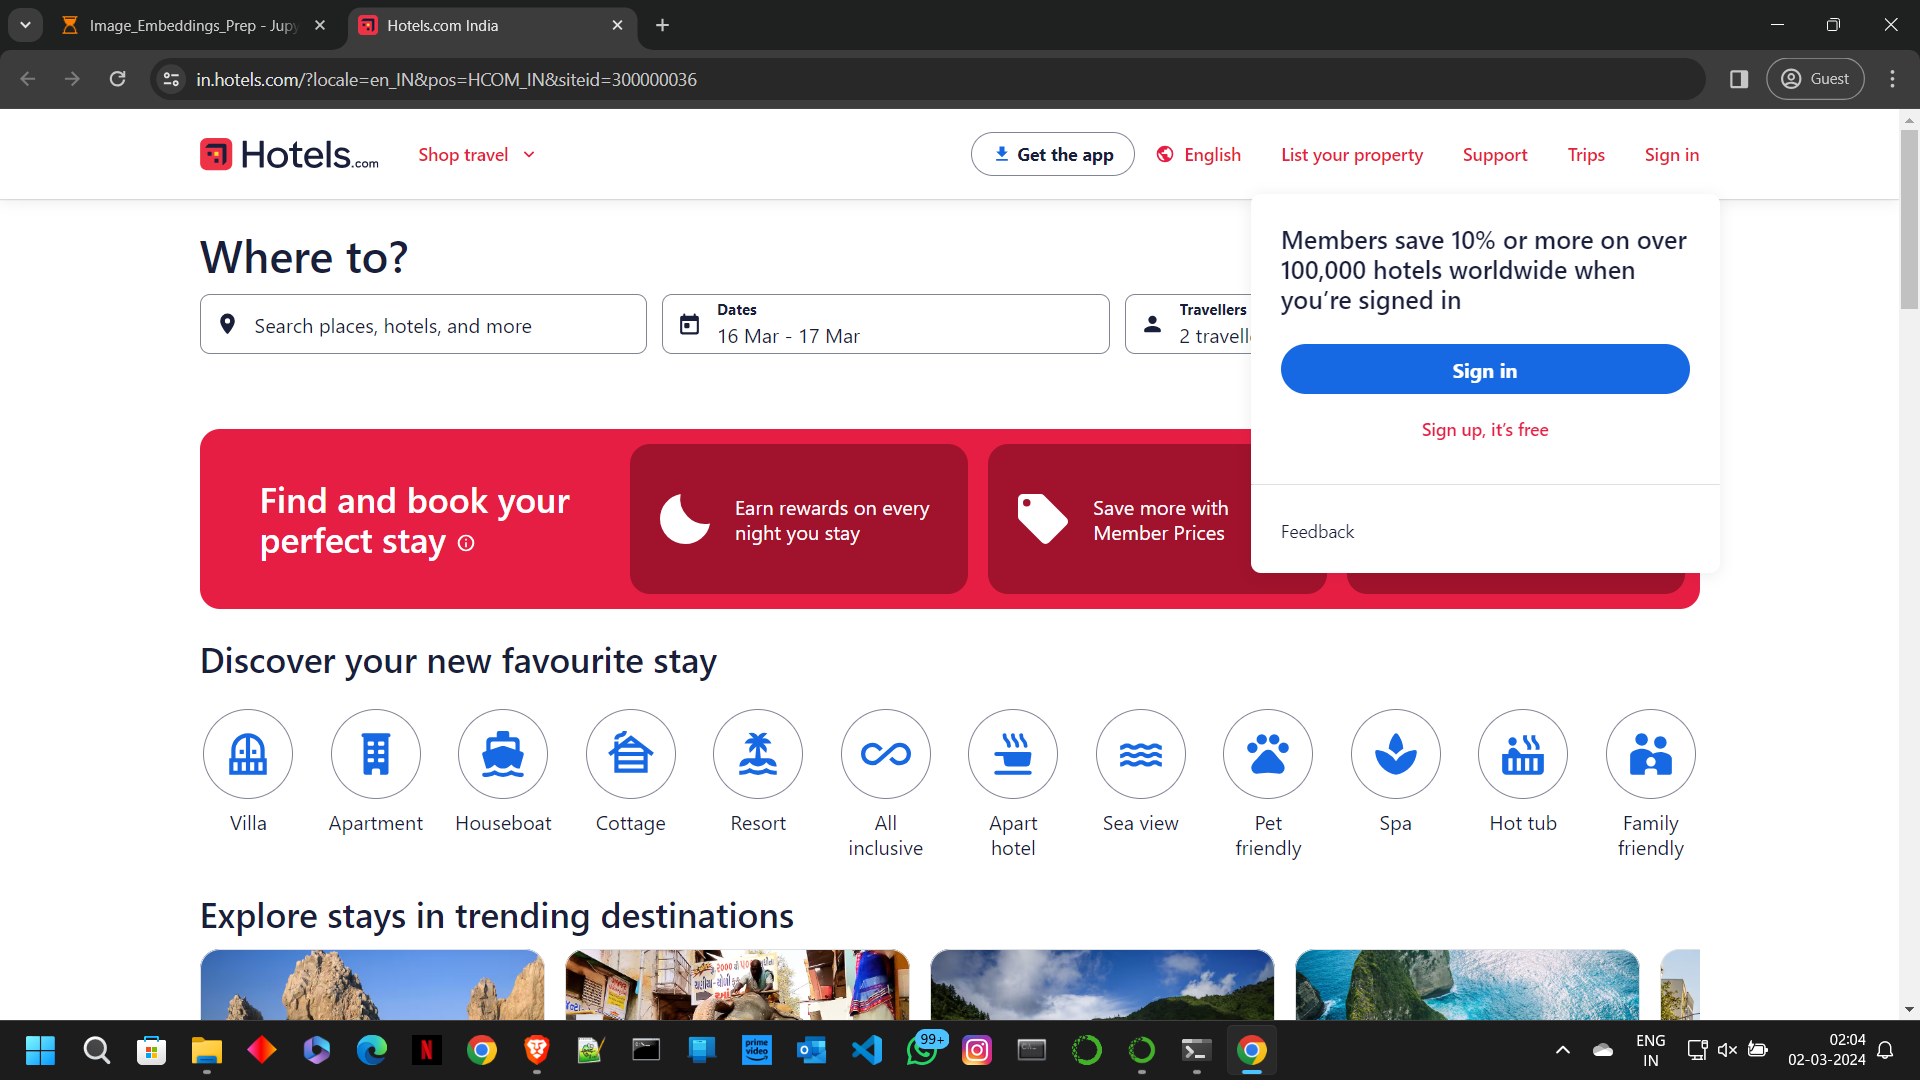 Image_Embeddings_Prep - Jupy
Hotels.com India
in.hotels.com/?locale=en_IN&pos=HCOM_IN&siteid=300000036
Guest
Hotels.com
Shop travel
Get the app
English
List your property
Support
Trips
Sign in
Where to?
Search places, hotels, and more
Dates
16 Mar - 17 Mar
Travellers
2 travell
Members save 10% or more on over
100,000 hotels worldwide when
you’re signed in
Sign in
Sign up, it’s free
Feedback
Find and book your
perfect stay
Earn rewards on every
night you stay
Save more with
Member Prices
Discover your new favourite stay
Villa
Apartment
Houseboat
Cottage
Resort
All
inclusive
Apart
hotel
Sea view
Pet
friendly
Spa
Hot tub
Family
friendly
Explore stays in trending destinations
prime
video
99+
ENG
IN
02:04
02-03-2024